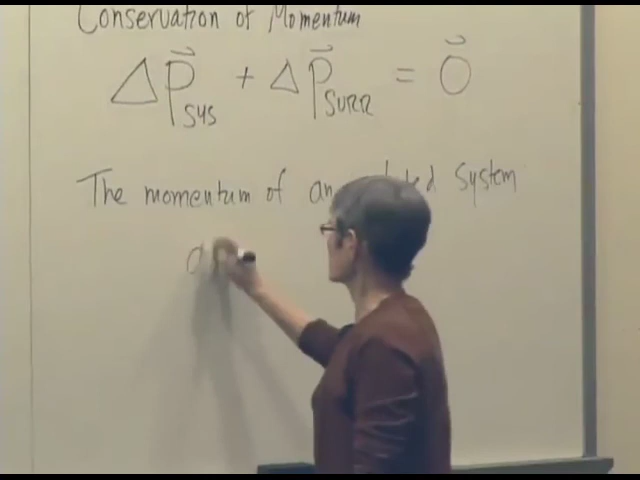 Conservation of Momentum
Δp⃗SYS + Δp⃗SURR = 0⃗
The momentum of an system